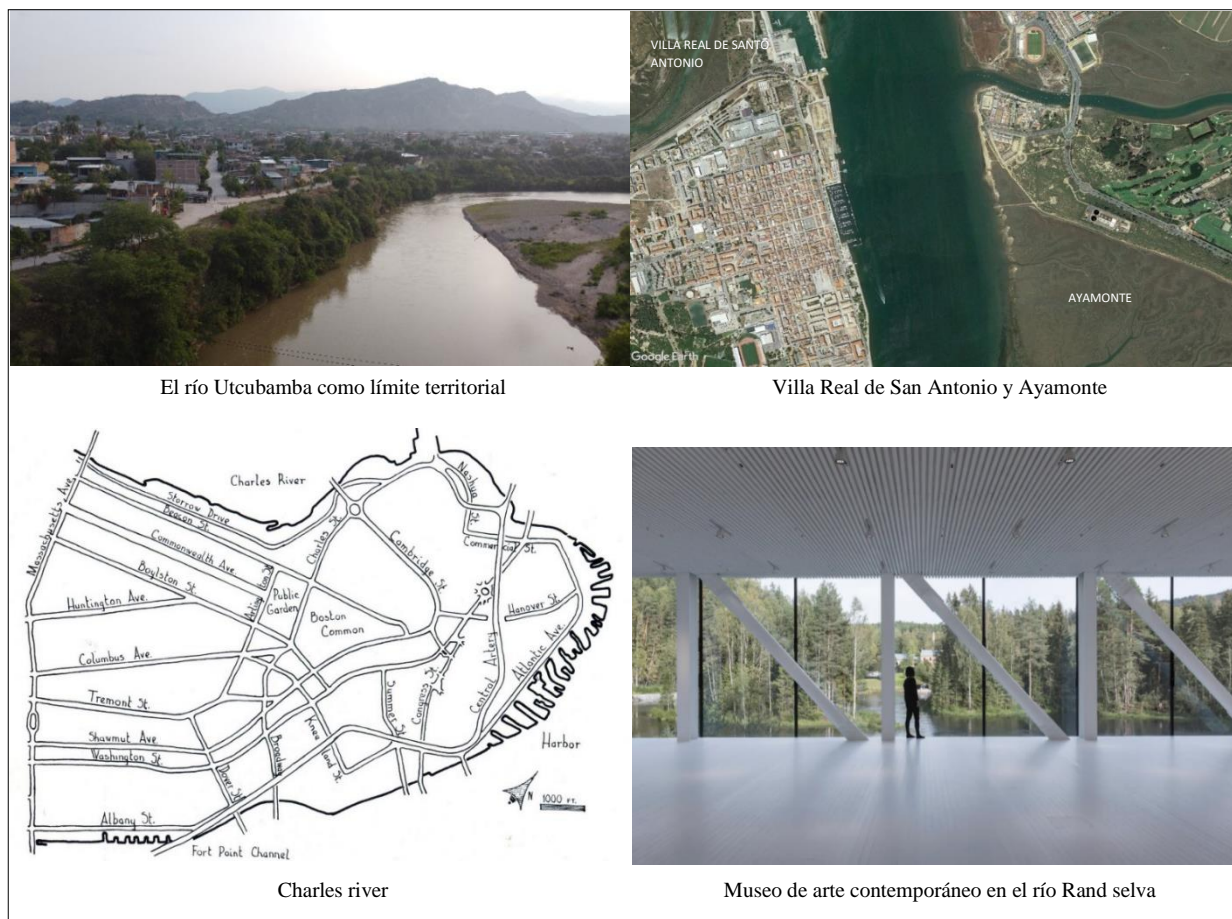 VILLA REAL DE SANTO
ANTONIO
AYAMONTE
Google Earth
El río Utcubamba como límite territorial
Villa Real de San Antonio y Ayamonte
Charles River
Massachusetts Ave.
Storrow Drive
Beacon St.
Commonwealth Ave.
Boylston St.
Huntington Ave.
Columbus Ave.
Tremont St.
Shawmut Ave
Washington St.
Albany St.
Fort Point Channel
Public
Garden
Boston
Common
Charles St.
Cambridge St.
Nashua
St.
Commercial St.
Hanover St.
Central Artery
Atlantic Ave.
Congress St.
Summer St.
Kneeland St.
Broadway
Dover St.
Harbor
N
1000 FT.
Charles river
Museo de arte contemporáneo en el río Rand selva